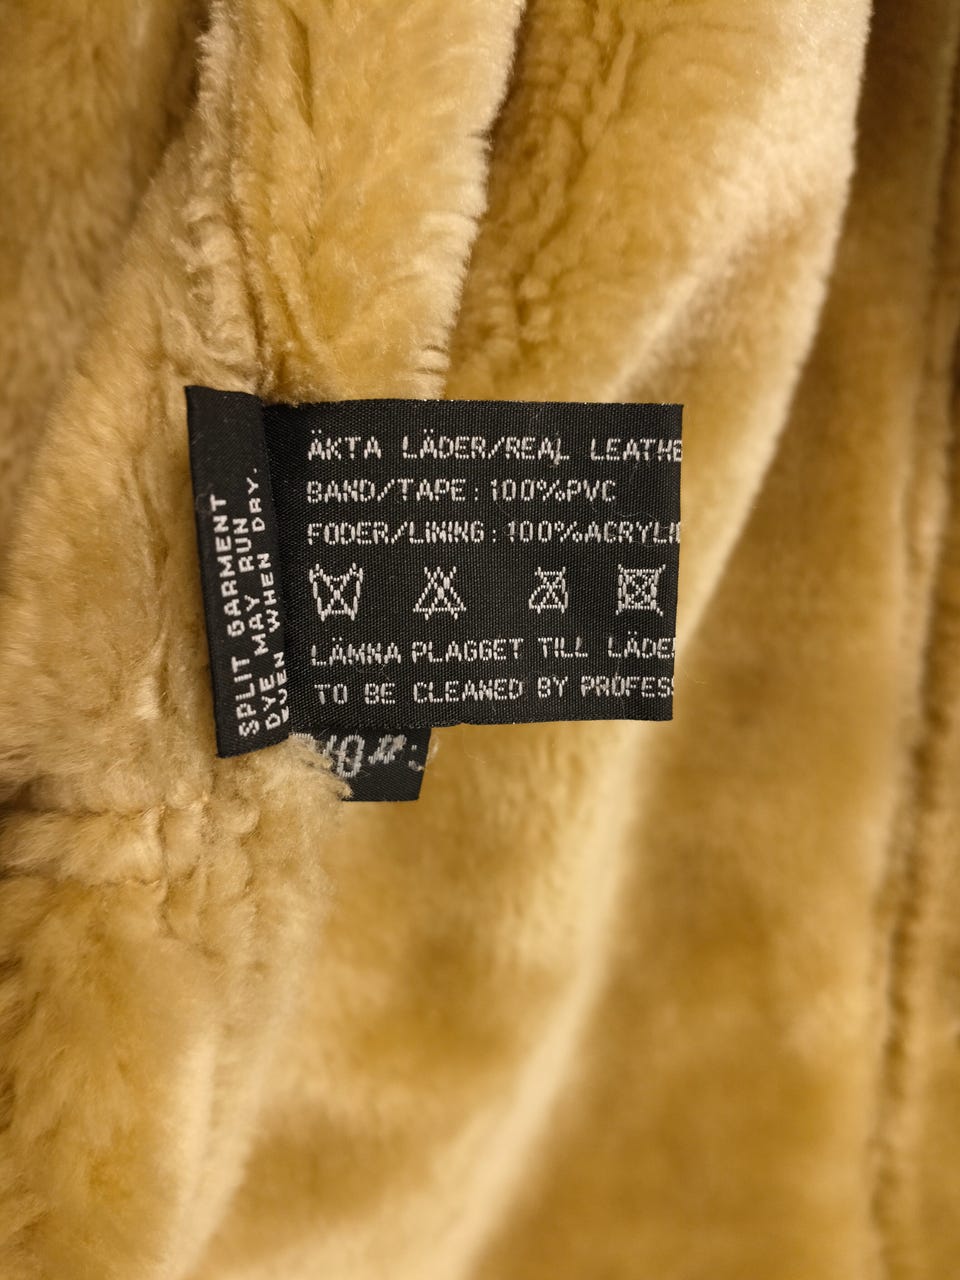 ÄKTA LÄDER/REAL LEATHE
BAND/TAPE:100%PVC
FODER/LINING:100%ACRYLI
LÄMNA PLAGGET TILL LÄDE
TO BE CLEANED BY PROFES
SPLIT GARMENT
DYE MAY RUN
EVEN WHEN DRY.